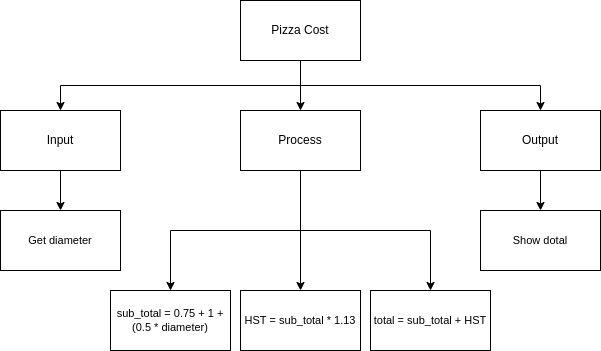 Pizza Cost
Input
Process
Output
Get diameter
Show dotal
sub_total = 0.75 + 1 +
(0.5 * diameter)
HST = sub_total * 1.13
total = sub_total + HST